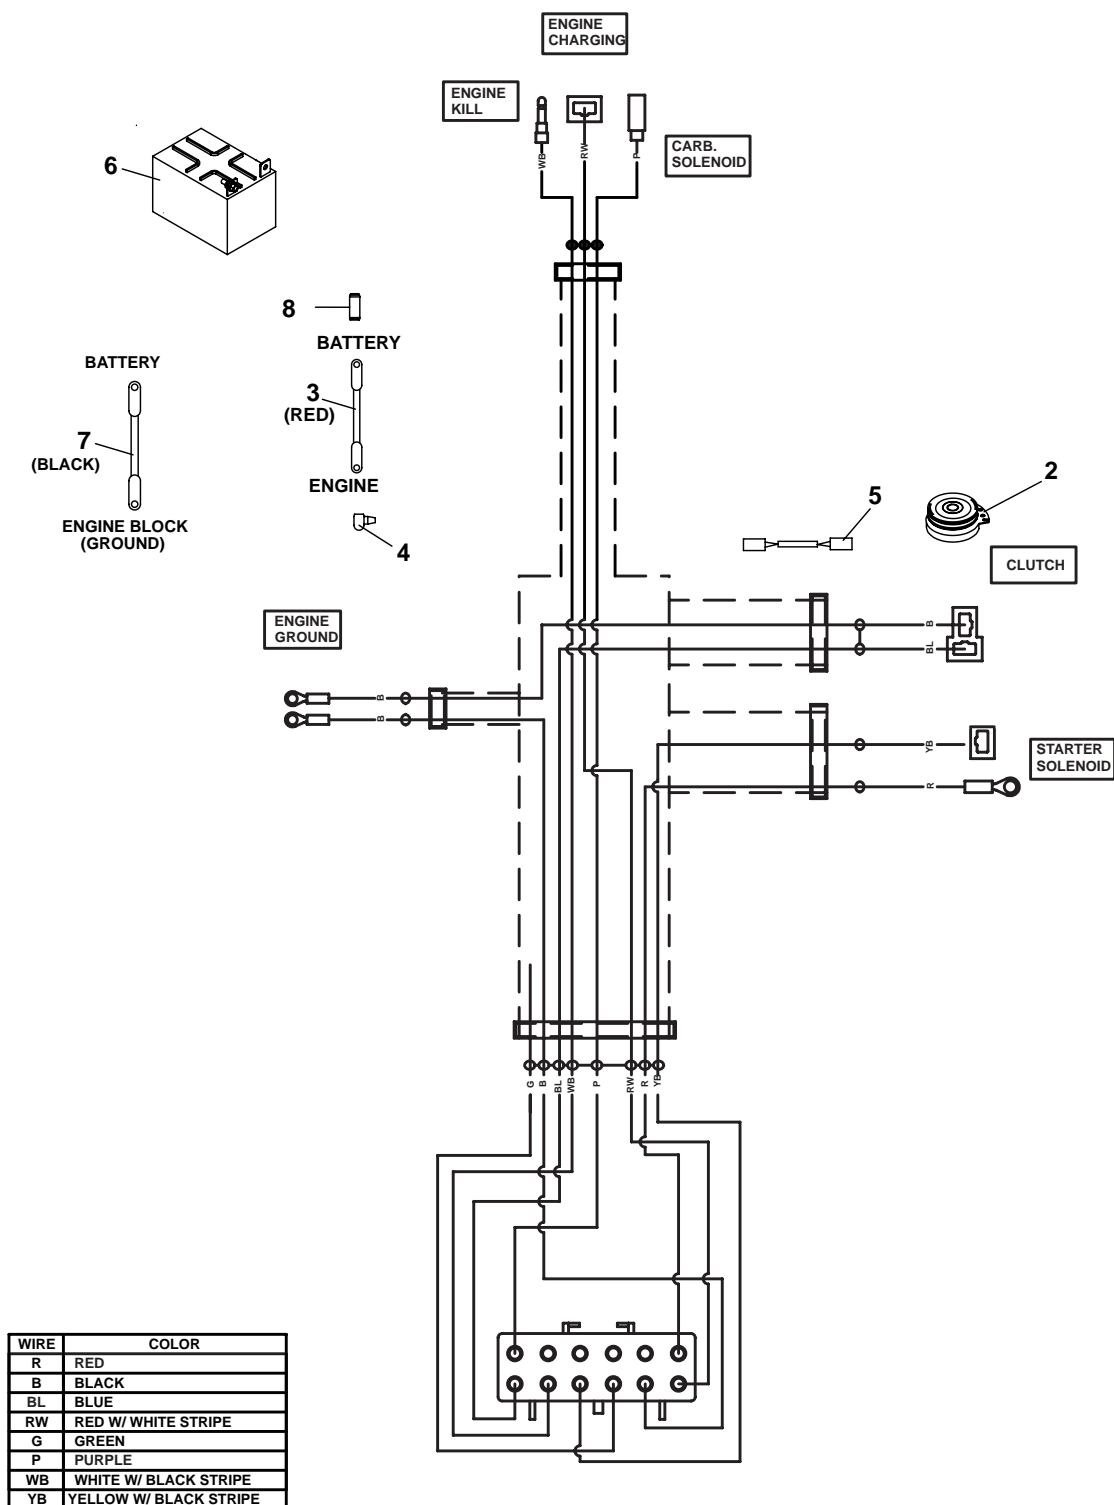 ENGINE
CHARGING
ENGINE
KILL
CARB.
SOLENOID
WB
RW
P
6
8
BATTERY
3
(RED)
ENGINE
4
BATTERY
7
(BLACK)
ENGINE BLOCK
(GROUND)
5
2
CLUTCH
ENGINE
GROUND
B
BL
B
B
YB
R
STARTER
SOLENOID
G
B
BL
WB
P
RW
R
YB
WIRE COLOR
R RED
B BLACK
BL BLUE
RW RED W/ WHITE STRIPE
G GREEN
P PURPLE
WB WHITE W/ BLACK STRIPE
YB YELLOW W/ BLACK STRIPE